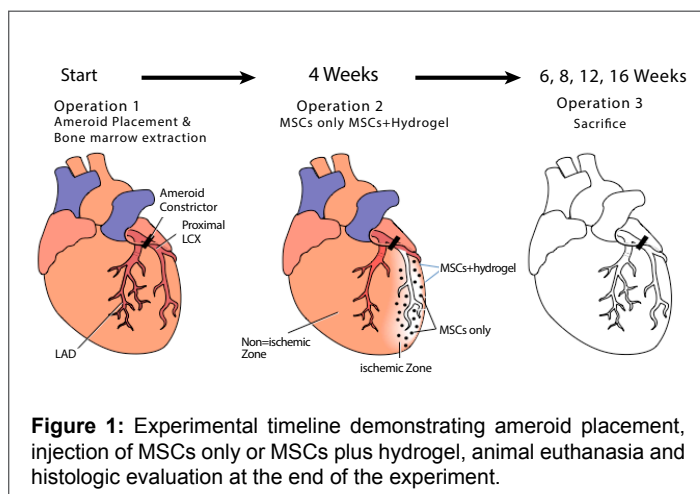 Start
4 Weeks
6, 8, 12, 16 Weeks
Operation 1
Ameroid Placement &
Bone marrow extraction
Operation 2
MSCs only MSCs+Hydrogel
Operation 3
Sacrifice
Ameroid
Constrictor
Proximal
LCX
LAD
MSCs+hydrogel
MSCs only
Non=ischemic
Zone
ischemic Zone
Figure 1: Experimental timeline demonstrating ameroid placement,
injection of MSCs only or MSCs plus hydrogel, animal euthanasia and
histologic evaluation at the end of the experiment.